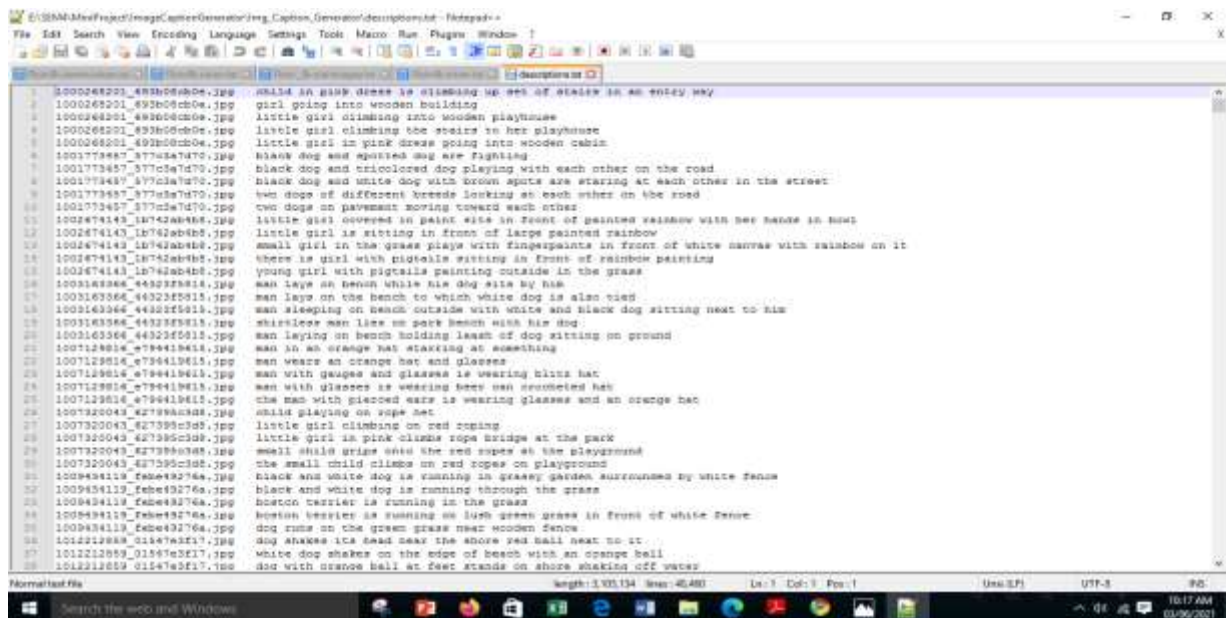 E:\SEM4\MiniProject\ImageCaptionGenerator\Img_Caption_Generator\descriptions.txt - Notepad++
File Edit Search View Encoding Language Settings Tools Macro Run Plugins Window ?
X
descriptions.txt
1000268201_693b08cb0e.jpg child in pink dress is climbing up set of stairs in an entry way
1000268201_693b08cb0e.jpg girl going into wooden building
1000268201_693b08cb0e.jpg little girl climbing into wooden playhouse
1000268201_693b08cb0e.jpg little girl climbing the stairs to her playhouse
1000268201_693b08cb0e.jpg little girl in pink dress going into wooden cabin
1001773457_577c3a7d70.jpg black dog and spotted dog are fighting
1001773457_577c3a7d70.jpg black dog and tricolored dog playing with each other on the road
1001773457_577c3a7d70.jpg black dog and white dog with brown spots are staring at each other in the street
1001773457_577c3a7d70.jpg two dogs of different breeds looking at each other on the road
1001773457_577c3a7d70.jpg two dogs on pavement moving toward each other
1002674143_1b742ab4b8.jpg little girl covered in paint sits in front of painted rainbow with her hands in bowl
1002674143_1b742ab4b8.jpg little girl is sitting in front of large painted rainbow
1002674143_1b742ab4b8.jpg small girl in the grass plays with fingerpaints in front of white canvas with rainbow on it
1002674143_1b742ab4b8.jpg there is girl with pigtails sitting in front of rainbow painting
1002674143_1b742ab4b8.jpg young girl with pigtails painting outside in the grass
1003163366_44323f5815.jpg man lays on bench while his dog sits by him
1003163366_44323f5815.jpg man lays on the bench to which white dog is also tied
1003163366_44323f5815.jpg man sleeping on bench outside with white and black dog sitting next to him
1003163366_44323f5815.jpg shirtless man lies on park bench with his dog
1003163366_44323f5815.jpg man laying on bench holding leash of dog sitting on ground
1007129816_e794419615.jpg man in an orange hat starring at something
1007129816_e794419615.jpg man wears an orange hat and glasses
1007129816_e794419615.jpg man with gauges and glasses is wearing blitz hat
1007129816_e794419615.jpg man with glasses is wearing beer can crocheted hat
1007129816_e794419615.jpg the man with pierced ears is wearing glasses and an orange hat
1007320043_627395c3d8.jpg child playing on rope net
1007320043_627395c3d8.jpg little girl climbing on red roping
1007320043_627395c3d8.jpg little girl in pink climbs rope bridge at the park
1007320043_627395c3d8.jpg small child grips onto the red ropes at the playground
1007320043_627395c3d8.jpg the small child climbs on red ropes on playground
1009434119_febe49276a.jpg black and white dog is running in grassy garden surrounded by white fence
1009434119_febe49276a.jpg black and white dog is running through the grass
1009434119_febe49276a.jpg boston terrier is running in the grass
1009434119_febe49276a.jpg boston terrier is running on lush green grass in front of white fence
1009434119_febe49276a.jpg dog runs on the green grass near wooden fence
1012212859_01547e3f17.jpg dog shakes its head near the shore red ball next to it
1012212859_01547e3f17.jpg white dog shakes on the edge of beach with an orange ball
1012212859_01547e3f17.jpg dog with orange ball at feet stands on shore shaking off water
Normal text file length : 3,103,134 lines : 40,460 Ln : 1 Col : 1 Pos : 1 Unix (LF) UTF-8 INS
Search the web and Windows
10:17 AM
03/06/2021